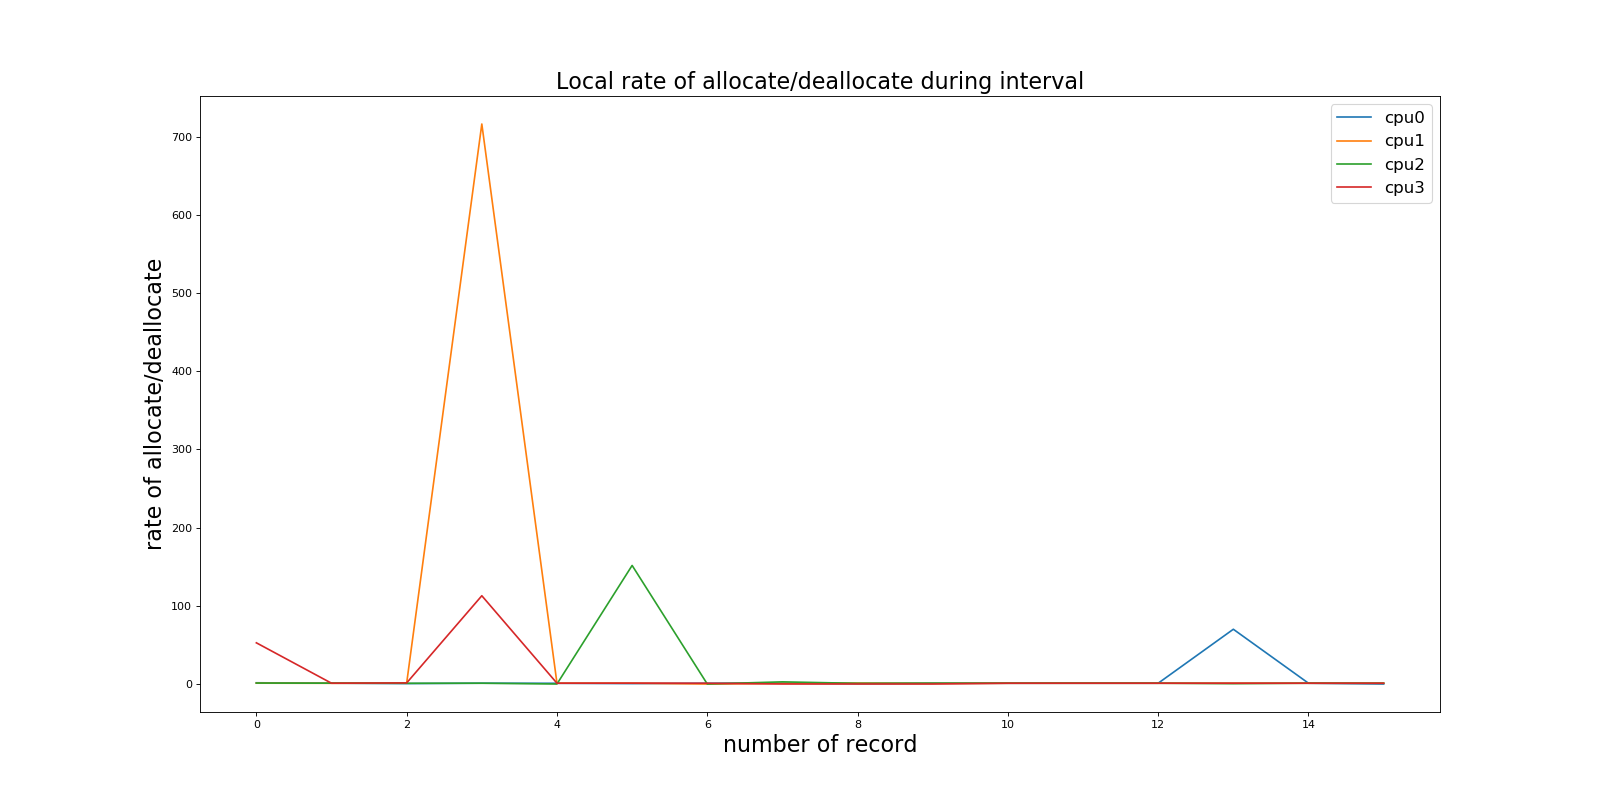 Local rate of allocate/deallocate during interval
cpu0
cpu1
cpu2
cpu3
rate of allocate/deallocate
700
600
500
400
300
200
100
0
0 2 4 6 8 10 12 14
number of record